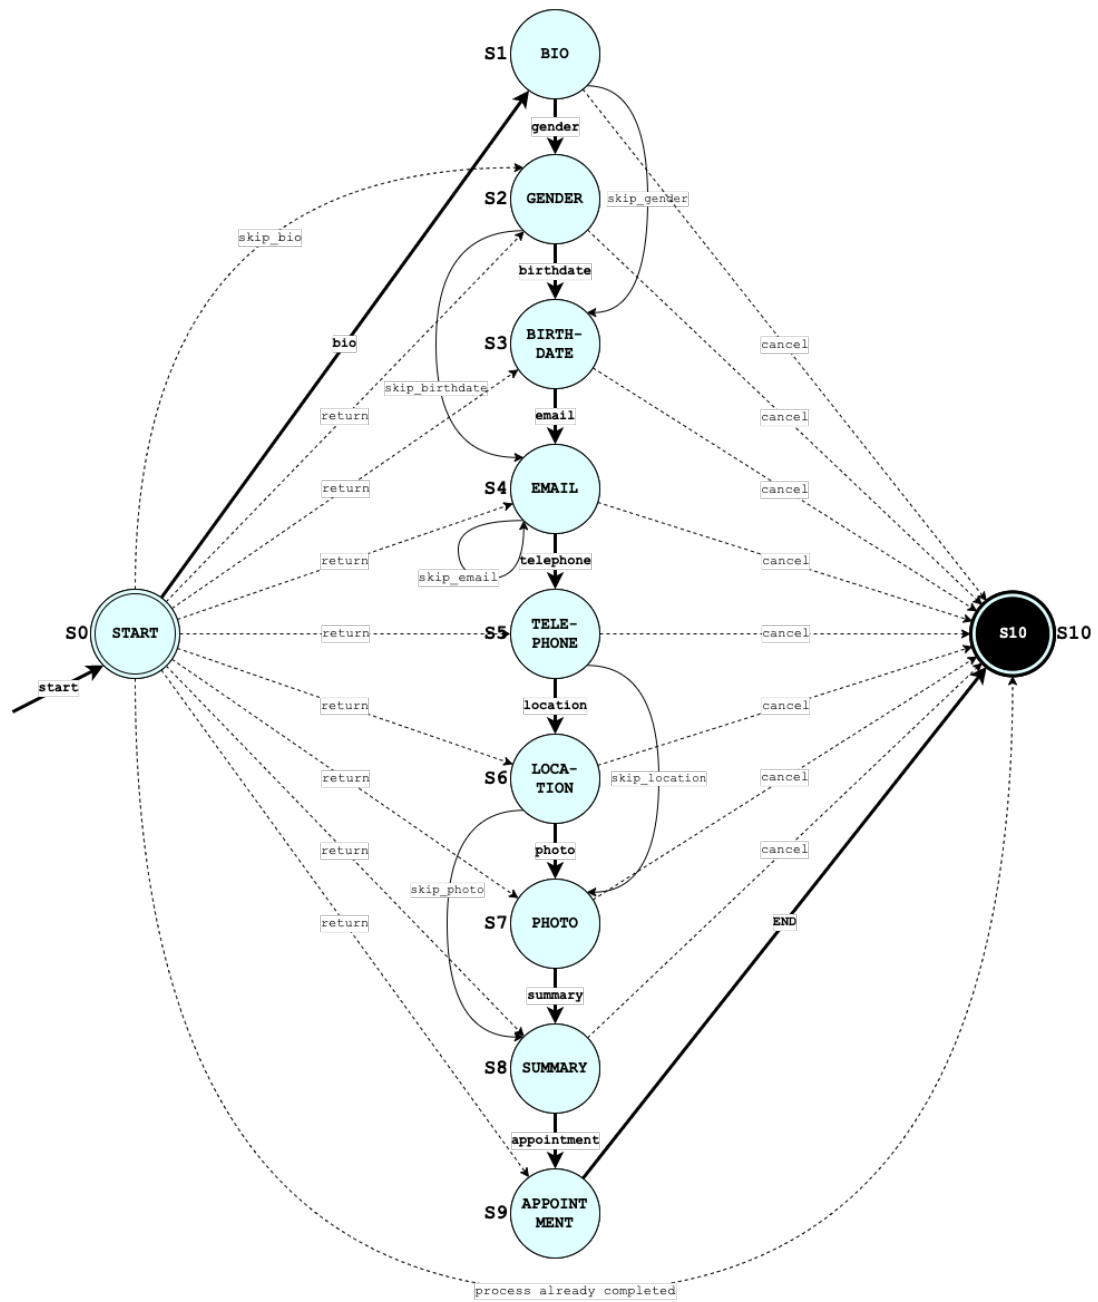 S1
BIO
gender
S2
GENDER
skip_gender
skip_bio
birthdate
S3
BIRTH-
DATE
bio
cancel
skip_birthdate
return
email
cancel
S4
EMAIL
return
cancel
return
skip_email
telephone
cancel
S0
START
return
S5
TELE-
PHONE
cancel
S10
S10
start
return
location
cancel
S6
LOCA-
TION
skip_location
return
cancel
return
photo
cancel
skip_photo
S7
PHOTO
return
END
summary
S8
SUMMARY
appointment
S9
APPOINT
MENT
process already completed